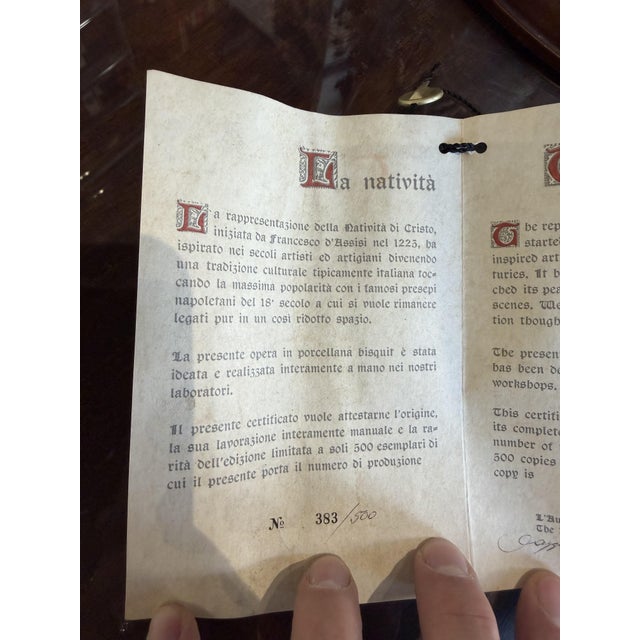 La natività
La rappresentazione della Natività di Cristo,
iniziata da Francesco d'Assisi nel 1223, ha
ispirato nei secoli artisti ed artigiani divenendo
una tradizione culturale tipicamente italiana toc-
cando la massima popolarità con i famosi presepi
napoletani del 18° secolo a cui si vuole rimanere
legati pur in un così ridotto spazio.
La presente opera in porcellana bisquit è stata
ideata e realizzata interamente a mano nei nostri
laboratori.
Il presente certificato vuole attestarne l'origine,
la sua lavorazione interamente manuale e la ra-
rità dell'edizione limitata a soli 500 esemplari di
cui il presente porta il numero di produzione
№ 383/500
The rep
started
inspired art
turies. It b
ched its pea
scenes. We
tion though
The present
has been de
workshops.
This certifi
its complete
number of
500 copies
copy is
L'Au
The